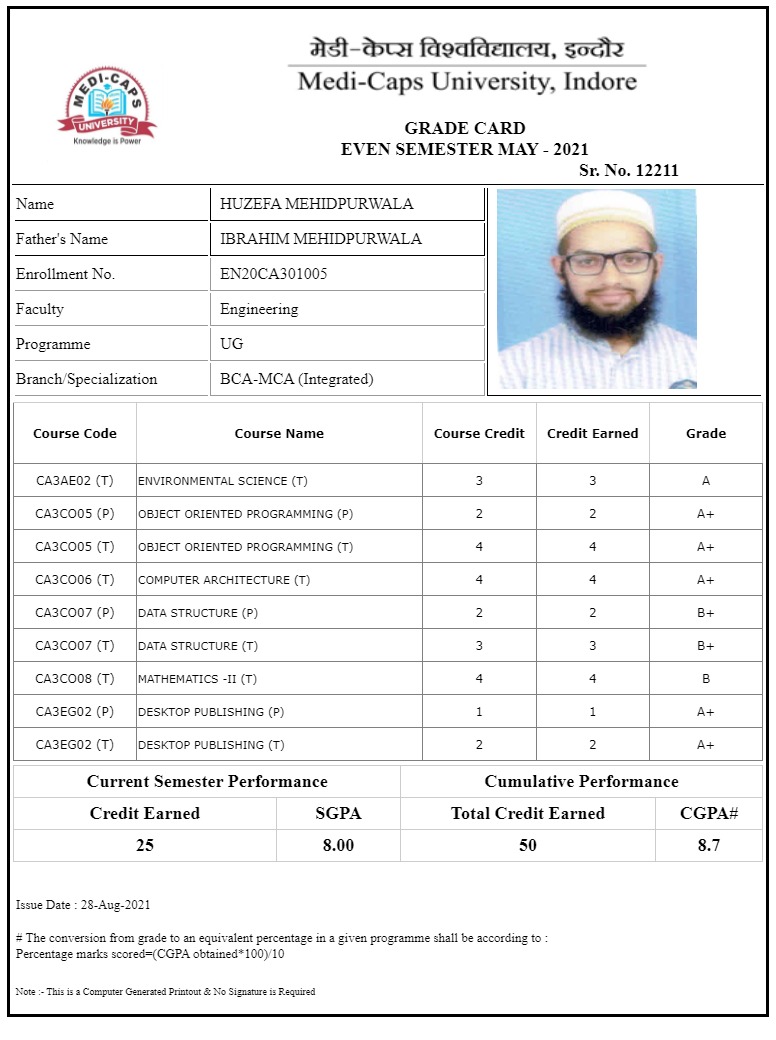 मेडी-केप्स विश्वविद्यालय, इन्दौर
Medi-Caps University, Indore
MEDI-CAPS
UNIVERSITY
Knowledge is Power
GRADE CARD
EVEN SEMESTER MAY - 2021
Sr. No. 12211
Name HUZEFA MEHIDPURWALA
Father's Name IBRAHIM MEHIDPURWALA
Enrollment No. EN20CA301005
Faculty Engineering
Programme UG
Branch/Specialization BCA-MCA (Integrated)
Course Code Course Name Course Credit Credit Earned Grade
CA3AE02 (T) ENVIRONMENTAL SCIENCE (T) 3 3 A
CA3CO05 (P) OBJECT ORIENTED PROGRAMMING (P) 2 2 A+
CA3CO05 (T) OBJECT ORIENTED PROGRAMMING (T) 4 4 A+
CA3CO06 (T) COMPUTER ARCHITECTURE (T) 4 4 A+
CA3CO07 (P) DATA STRUCTURE (P) 2 2 B+
CA3CO07 (T) DATA STRUCTURE (T) 3 3 B+
CA3CO08 (T) MATHEMATICS -II (T) 4 4 B
CA3EG02 (P) DESKTOP PUBLISHING (P) 1 1 A+
CA3EG02 (T) DESKTOP PUBLISHING (T) 2 2 A+
Current Semester Performance Cumulative Performance
Credit Earned SGPA Total Credit Earned CGPA#
25 8.00 50 8.7
Issue Date : 28-Aug-2021
# The conversion from grade to an equivalent percentage in a given programme shall be according to :
Percentage marks scored=(CGPA obtained*100)/10
Note :- This is a Computer Generated Printout & No Signature is Required